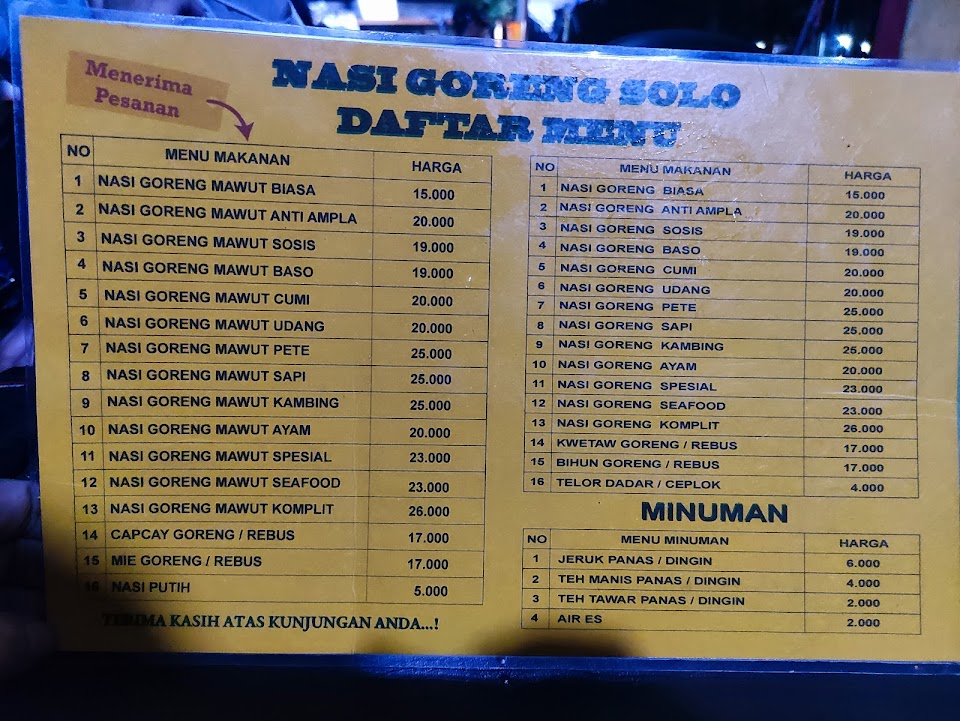 Menerima
Pesanan
NASI GORENG SOLO
DAFTAR MENU
NO MENU MAKANAN HARGA
1 NASI GORENG MAWUT BIASA 15.000
2 NASI GORENG MAWUT ANTI AMPLA 20.000
3 NASI GORENG MAWUT SOSIS 19.000
4 NASI GORENG MAWUT BASO 19.000
5 NASI GORENG MAWUT CUMI 20.000
6 NASI GORENG MAWUT UDANG 20.000
7 NASI GORENG MAWUT PETE 25.000
8 NASI GORENG MAWUT SAPI 25.000
9 NASI GORENG MAWUT KAMBING 25.000
10 NASI GORENG MAWUT AYAM 20.000
11 NASI GORENG MAWUT SPESIAL 23.000
12 NASI GORENG MAWUT SEAFOOD 23.000
13 NASI GORENG MAWUT KOMPLIT 26.000
14 CAPCAY GORENG / REBUS 17.000
15 MIE GORENG / REBUS 17.000
16 NASI PUTIH 5.000
TERIMA KASIH ATAS KUNJUNGAN ANDA...!
NO MENU MAKANAN HARGA
1 NASI GORENG BIASA 15.000
2 NASI GORENG ANTI AMPLA 20.000
3 NASI GORENG SOSIS 19.000
4 NASI GORENG BASO 19.000
5 NASI GORENG CUMI 20.000
6 NASI GORENG UDANG 20.000
7 NASI GORENG PETE 25.000
8 NASI GORENG SAPI 25.000
9 NASI GORENG KAMBING 25.000
10 NASI GORENG AYAM 20.000
11 NASI GORENG SPESIAL 23.000
12 NASI GORENG SEAFOOD 23.000
13 NASI GORENG KOMPLIT 26.000
14 KWETAW GORENG / REBUS 17.000
15 BIHUN GORENG / REBUS 17.000
16 TELOR DADAR / CEPLOK 4.000
MINUMAN
NO MENU MINUMAN HARGA
1 JERUK PANAS / DINGIN 6.000
2 TEH MANIS PANAS / DINGIN 4.000
3 TEH TAWAR PANAS / DINGIN 2.000
4 AIR ES 2.000